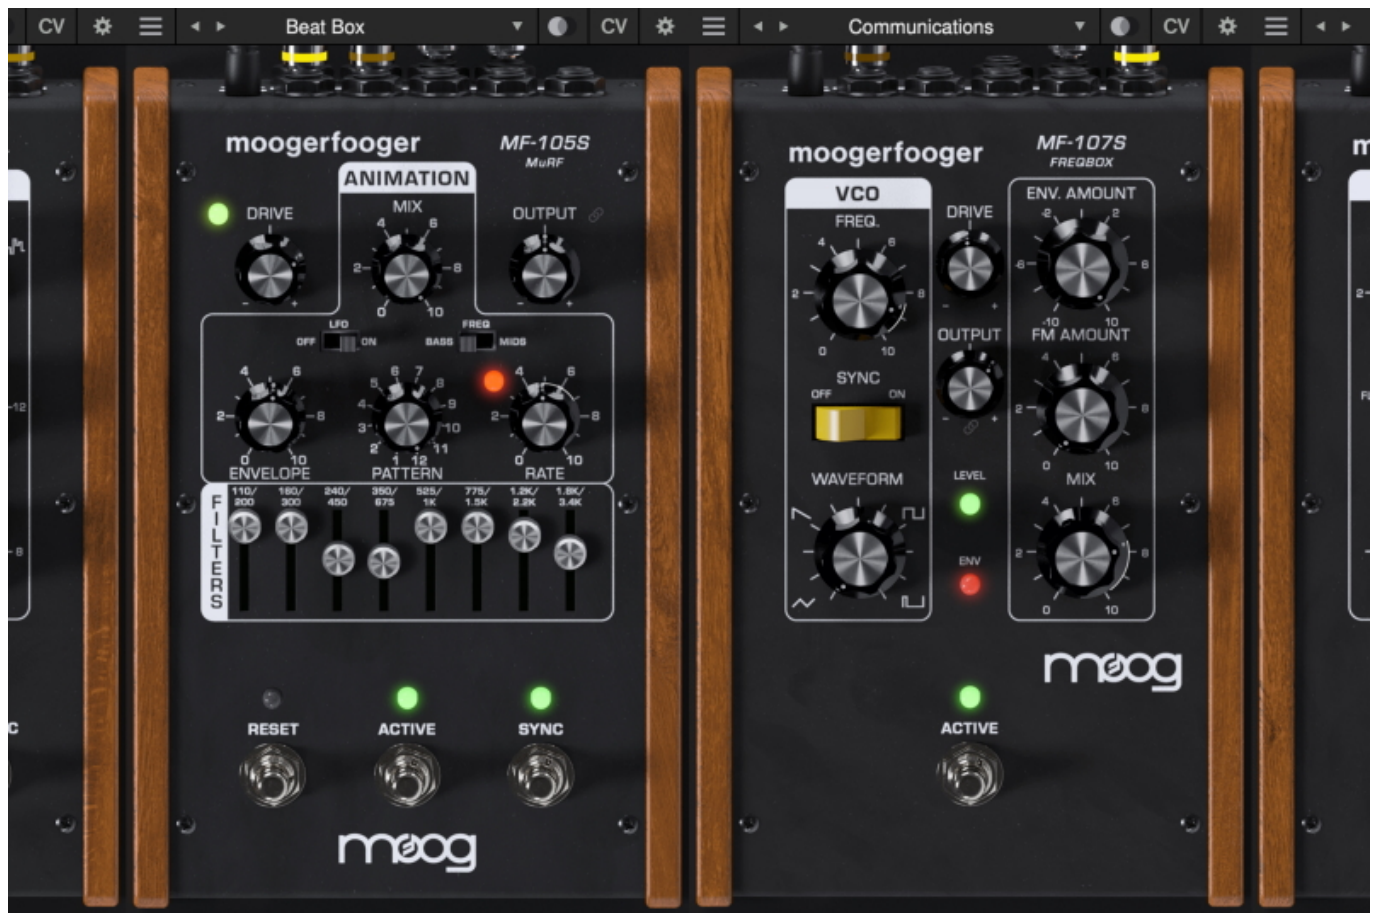 CV
Beat Box
CV
Communications
CV
moogerfooger
MF-105S
MuRF
ANIMATION
DRIVE
MIX
OUTPUT
4 6
2 8
0 10
- +
- +
LFO
OFF ON
FREQ
BASS MIDS
4 6
2 8
0 10
ENVELOPE
6 7
5 8
4 9
3 10
2 11
1 12
PATTERN
4 6
2 8
0 10
RATE
FILTERS
110/ 160/ 240/ 350/ 525/ 775/ 1.2K/ 1.8K/
200 300 450 675 1K 1.5K 2.2K 3.4K
RESET
ACTIVE
SYNC
moog
moogerfooger
MF-107S
FREQBOX
VCO
FREQ.
4 6
2 8
0 10
SYNC
OFF ON
WAVEFORM
DRIVE
- +
OUTPUT
- +
LEVEL
ENV
ENV. AMOUNT
-2 2
-6 6
-10 10
FM AMOUNT
4 6
2 8
0 10
MIX
4 6
2 8
0 10
moog
ACTIVE
C
12
8
m
2